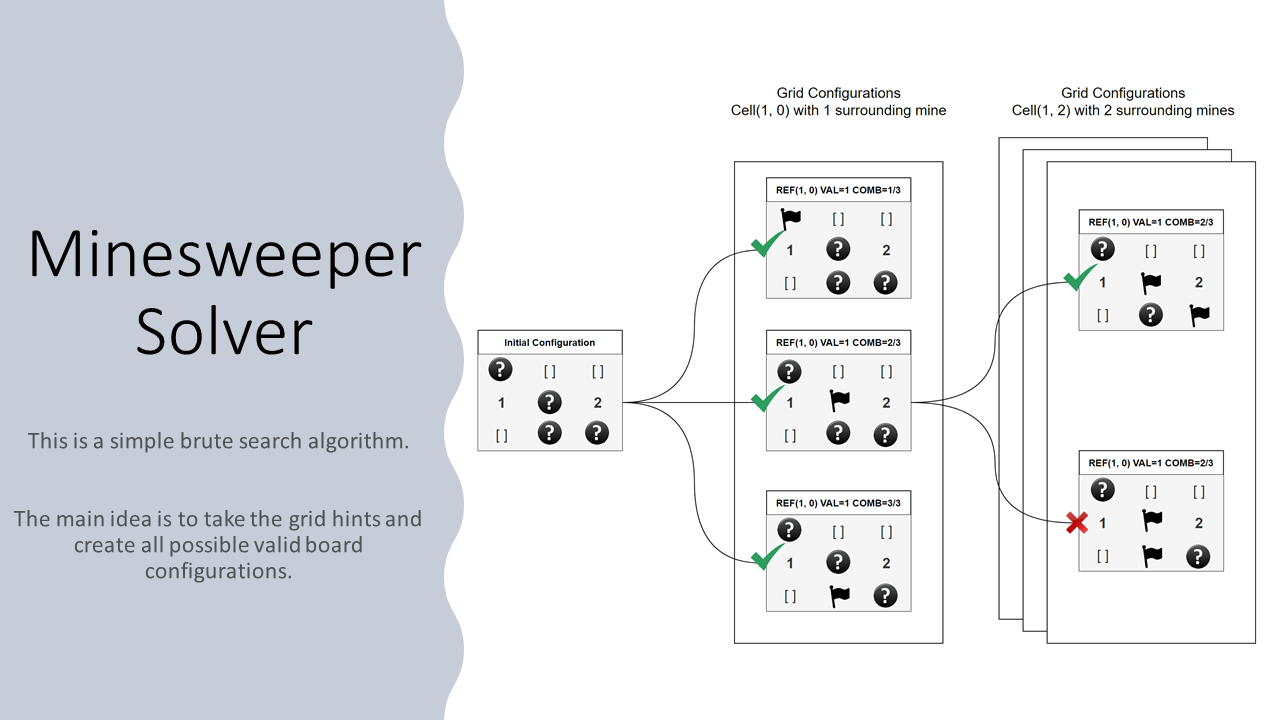 Minesweeper
Solver
This is a simple brute search algorithm.
The main idea is to take the grid hints and
create all possible valid board
configurations.
Initial Configuration
? [ ] [ ]
1 ? 2
[ ] ? ?
Grid Configurations
Cell(1, 0) with 1 surrounding mine
REF(1, 0) VAL=1 COMB=1/3
[ ] [ ]
1 ? 2
[ ] ? ?
REF(1, 0) VAL=1 COMB=2/3
? [ ] [ ]
1 2
[ ] ? ?
REF(1, 0) VAL=1 COMB=3/3
? [ ] [ ]
1 ? 2
[ ] ?
Grid Configurations
Cell(1, 2) with 2 surrounding mines
REF(1, 0) VAL=1 COMB=2/3
? [ ] [ ]
1 2
[ ] ?
REF(1, 0) VAL=1 COMB=2/3
? [ ] [ ]
1 2
[ ] ?